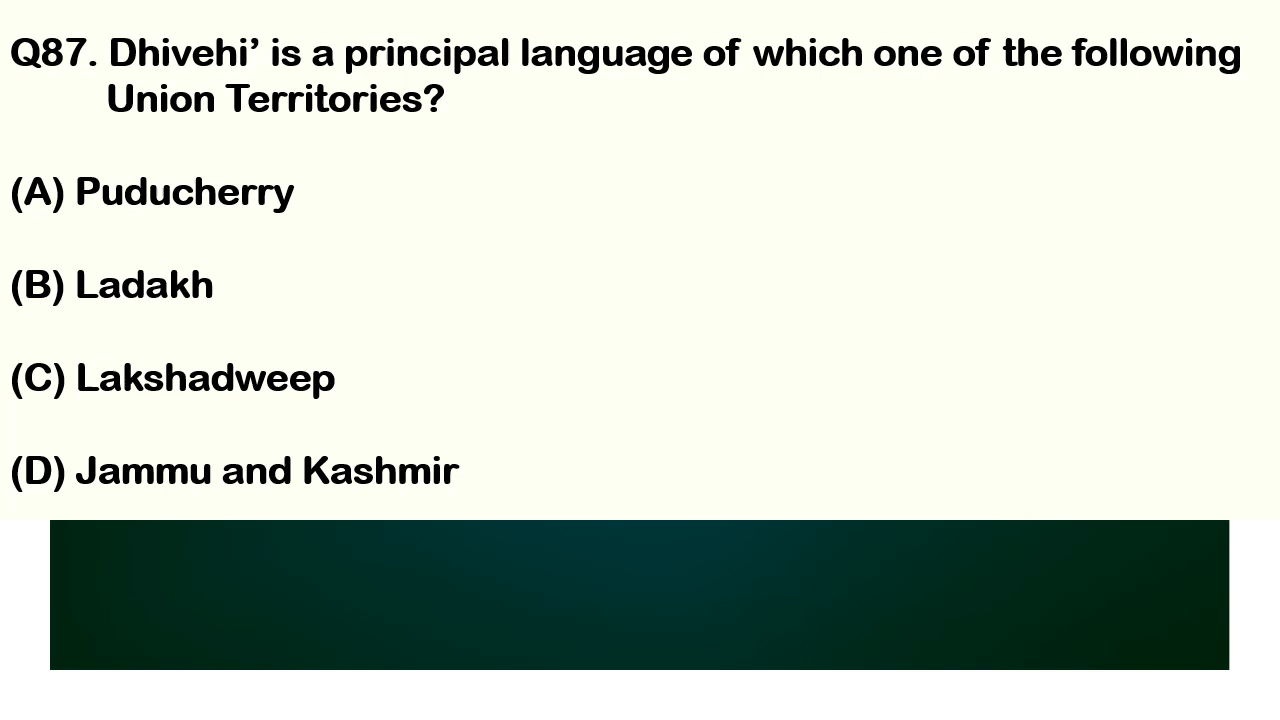 Q87. Dhivehi’ is a principal language of which one of the following
Union Territories?
(A) Puducherry
(B) Ladakh
(C) Lakshadweep
(D) Jammu and Kashmir